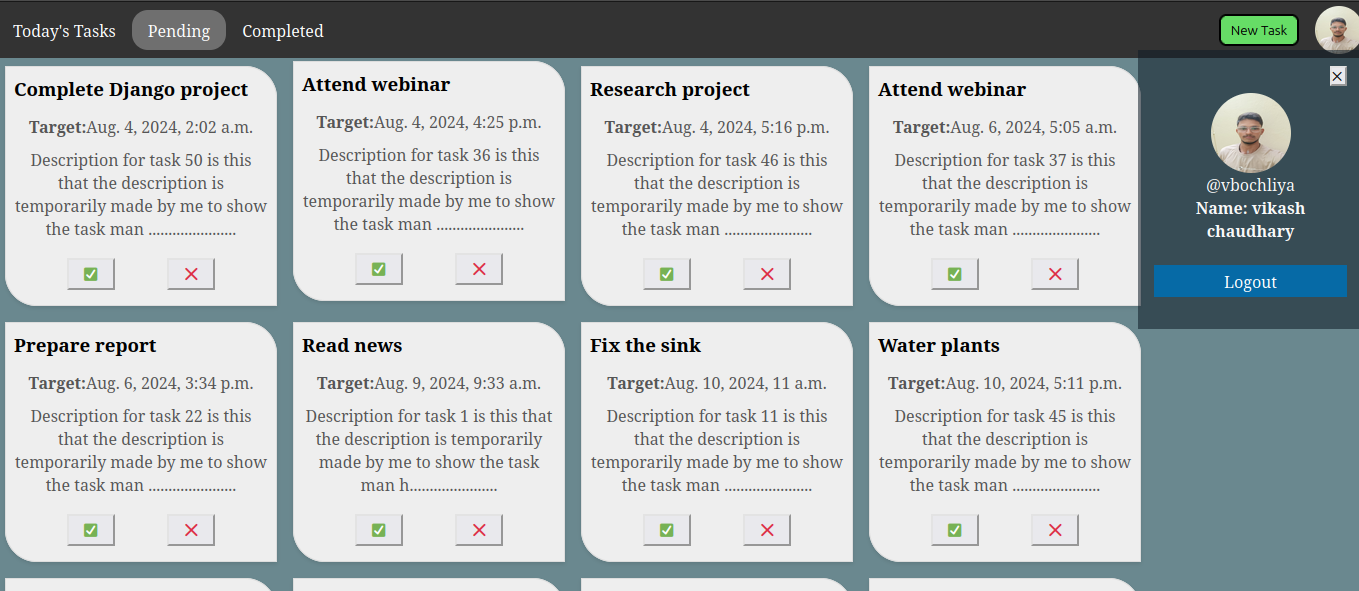 Today's Tasks Pending Completed New Task
Complete Django project
Target:Aug. 4, 2024, 2:02 a.m.
Description for task 50 is this
that the description is
temporarily made by me to show
the task man ......................
✅ ❌
Attend webinar
Target:Aug. 4, 2024, 4:25 p.m.
Description for task 36 is this
that the description is
temporarily made by me to show
the task man ......................
✅ ❌
Research project
Target:Aug. 4, 2024, 5:16 p.m.
Description for task 46 is this
that the description is
temporarily made by me to show
the task man ......................
✅ ❌
Attend webinar
Target:Aug. 6, 2024, 5:05 a.m.
Description for task 37 is this
that the description is
temporarily made by me to show
the task man ......................
✅ ❌
×
@vbochliya
Name: vikash
chaudhary
Logout
Prepare report
Target:Aug. 6, 2024, 3:34 p.m.
Description for task 22 is this
that the description is
temporarily made by me to show
the task man ......................
✅ ❌
Read news
Target:Aug. 9, 2024, 9:33 a.m.
Description for task 1 is this that
the description is temporarily
made by me to show the task
man h......................
✅ ❌
Fix the sink
Target:Aug. 10, 2024, 11 a.m.
Description for task 11 is this
that the description is
temporarily made by me to show
the task man ......................
✅ ❌
Water plants
Target:Aug. 10, 2024, 5:11 p.m.
Description for task 45 is this
that the description is
temporarily made by me to show
the task man ......................
✅ ❌